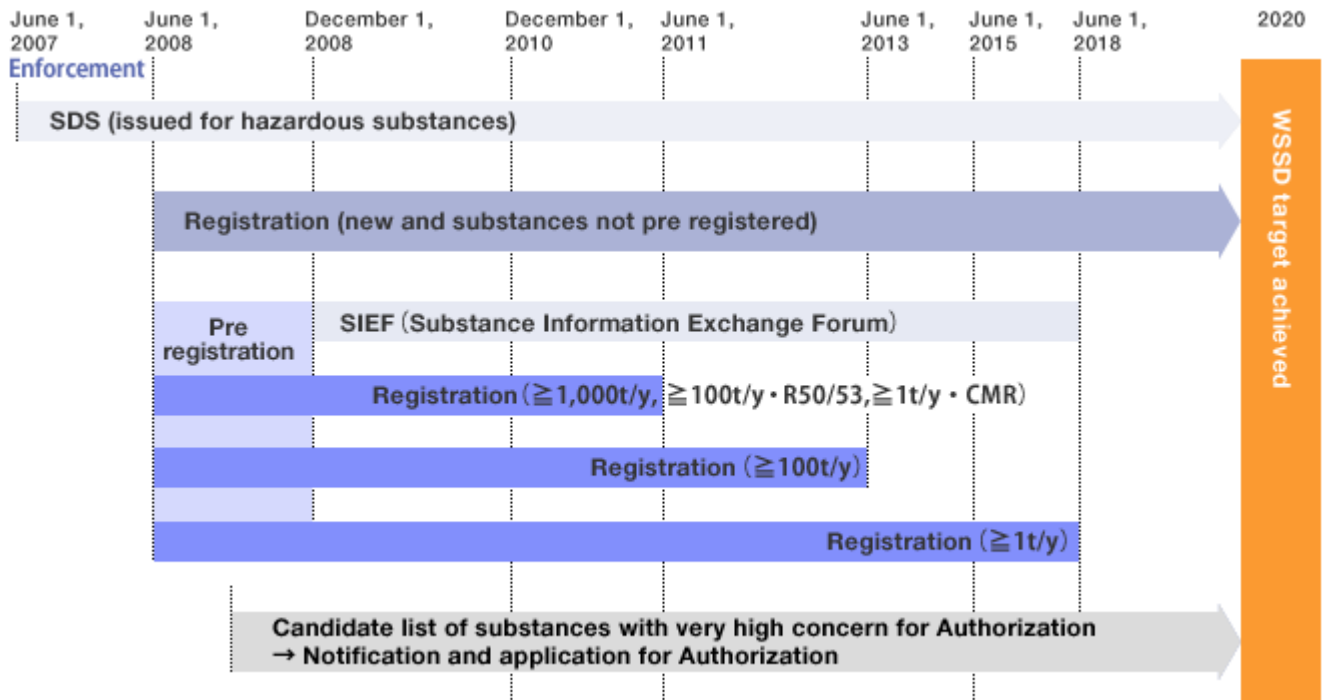 June 1,
2007
June 1,
2008
December 1,
2008
December 1,
2010
June 1,
2011
June 1,
2013
June 1,
2015
June 1,
2018
2020
Enforcement
SDS (issued for hazardous substances)
Registration (new and substances not pre registered)
Pre
registration
SIEF (Substance Information Exchange Forum)
Registration (≧1,000t/y, ≧100t/y・R50/53,≧1t/y・CMR)
Registration (≧100t/y)
Registration (≧1t/y)
Candidate list of substances with very high concern for Authorization
→ Notification and application for Authorization
WSSD target achieved